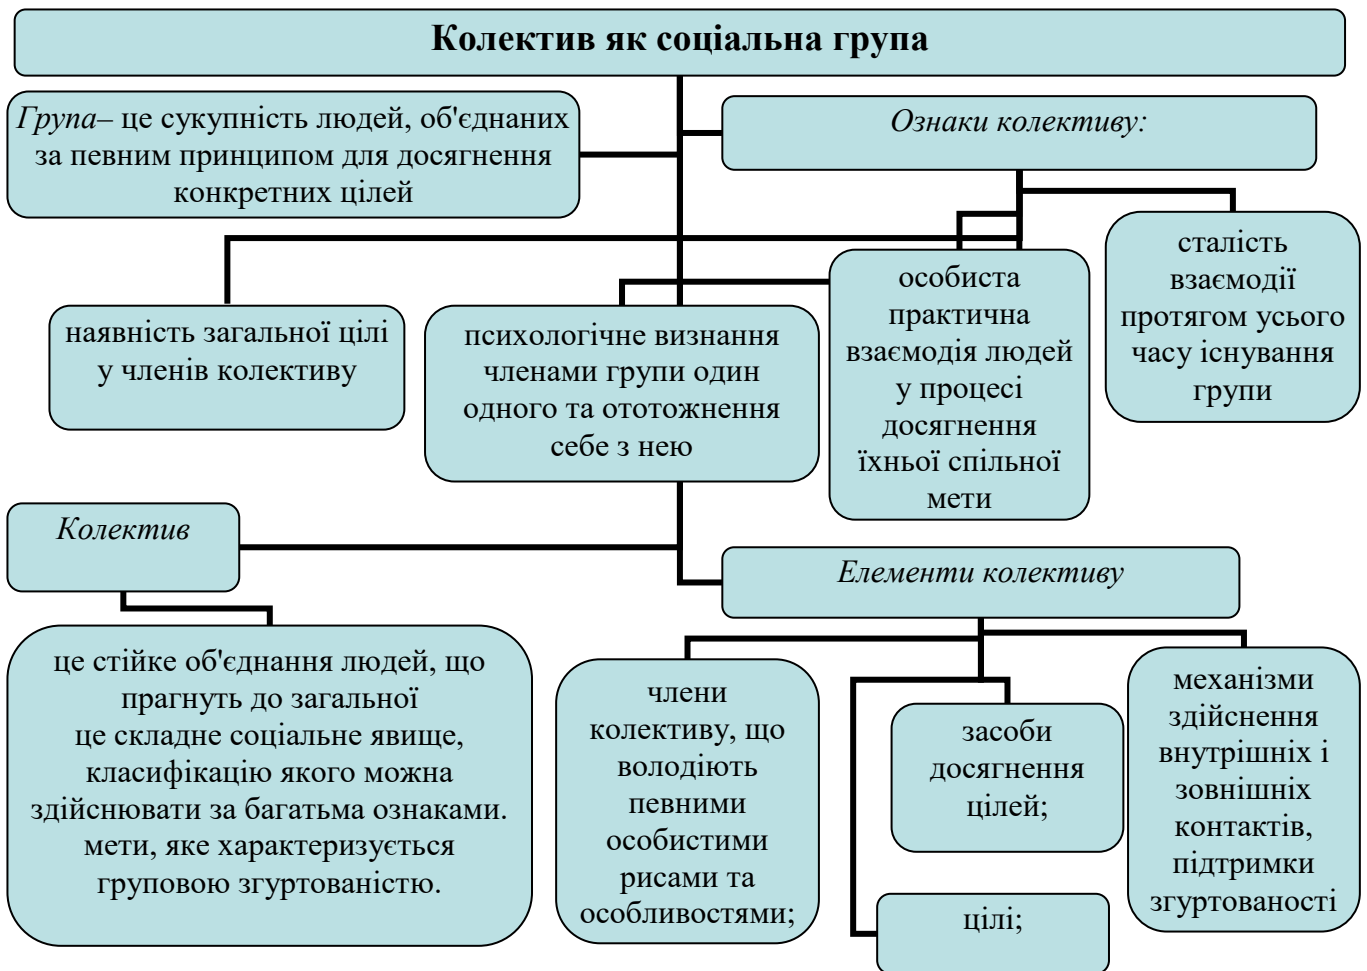 Колектив як соціальна група
Група– це сукупність людей, об'єднаних
за певним принципом для досягнення
конкретних цілей
Ознаки колективу:
наявність загальної цілі
у членів колективу
психологічне визнання
членами групи один
одного та ототожнення
себе з нею
особиста
практична
взаємодія людей
у процесі
досягнення
їхньої спільної
мети
сталість
взаємодії
протягом усього
часу існування
групи
Колектив
це стійке об'єднання людей, що
прагнуть до загальної
це складне соціальне явище,
класифікацію якого можна
здійснювати за багатьма ознаками.
мети, яке характеризується
груповою згуртованістю.
Елементи колективу
члени
колективу, що
володіють
певними
особистими
рисами та
особливостями;
цілі;
засоби
досягнення
цілей;
механізми
здійснення
внутрішніх і
зовнішніх
контактів,
підтримки
згуртованості